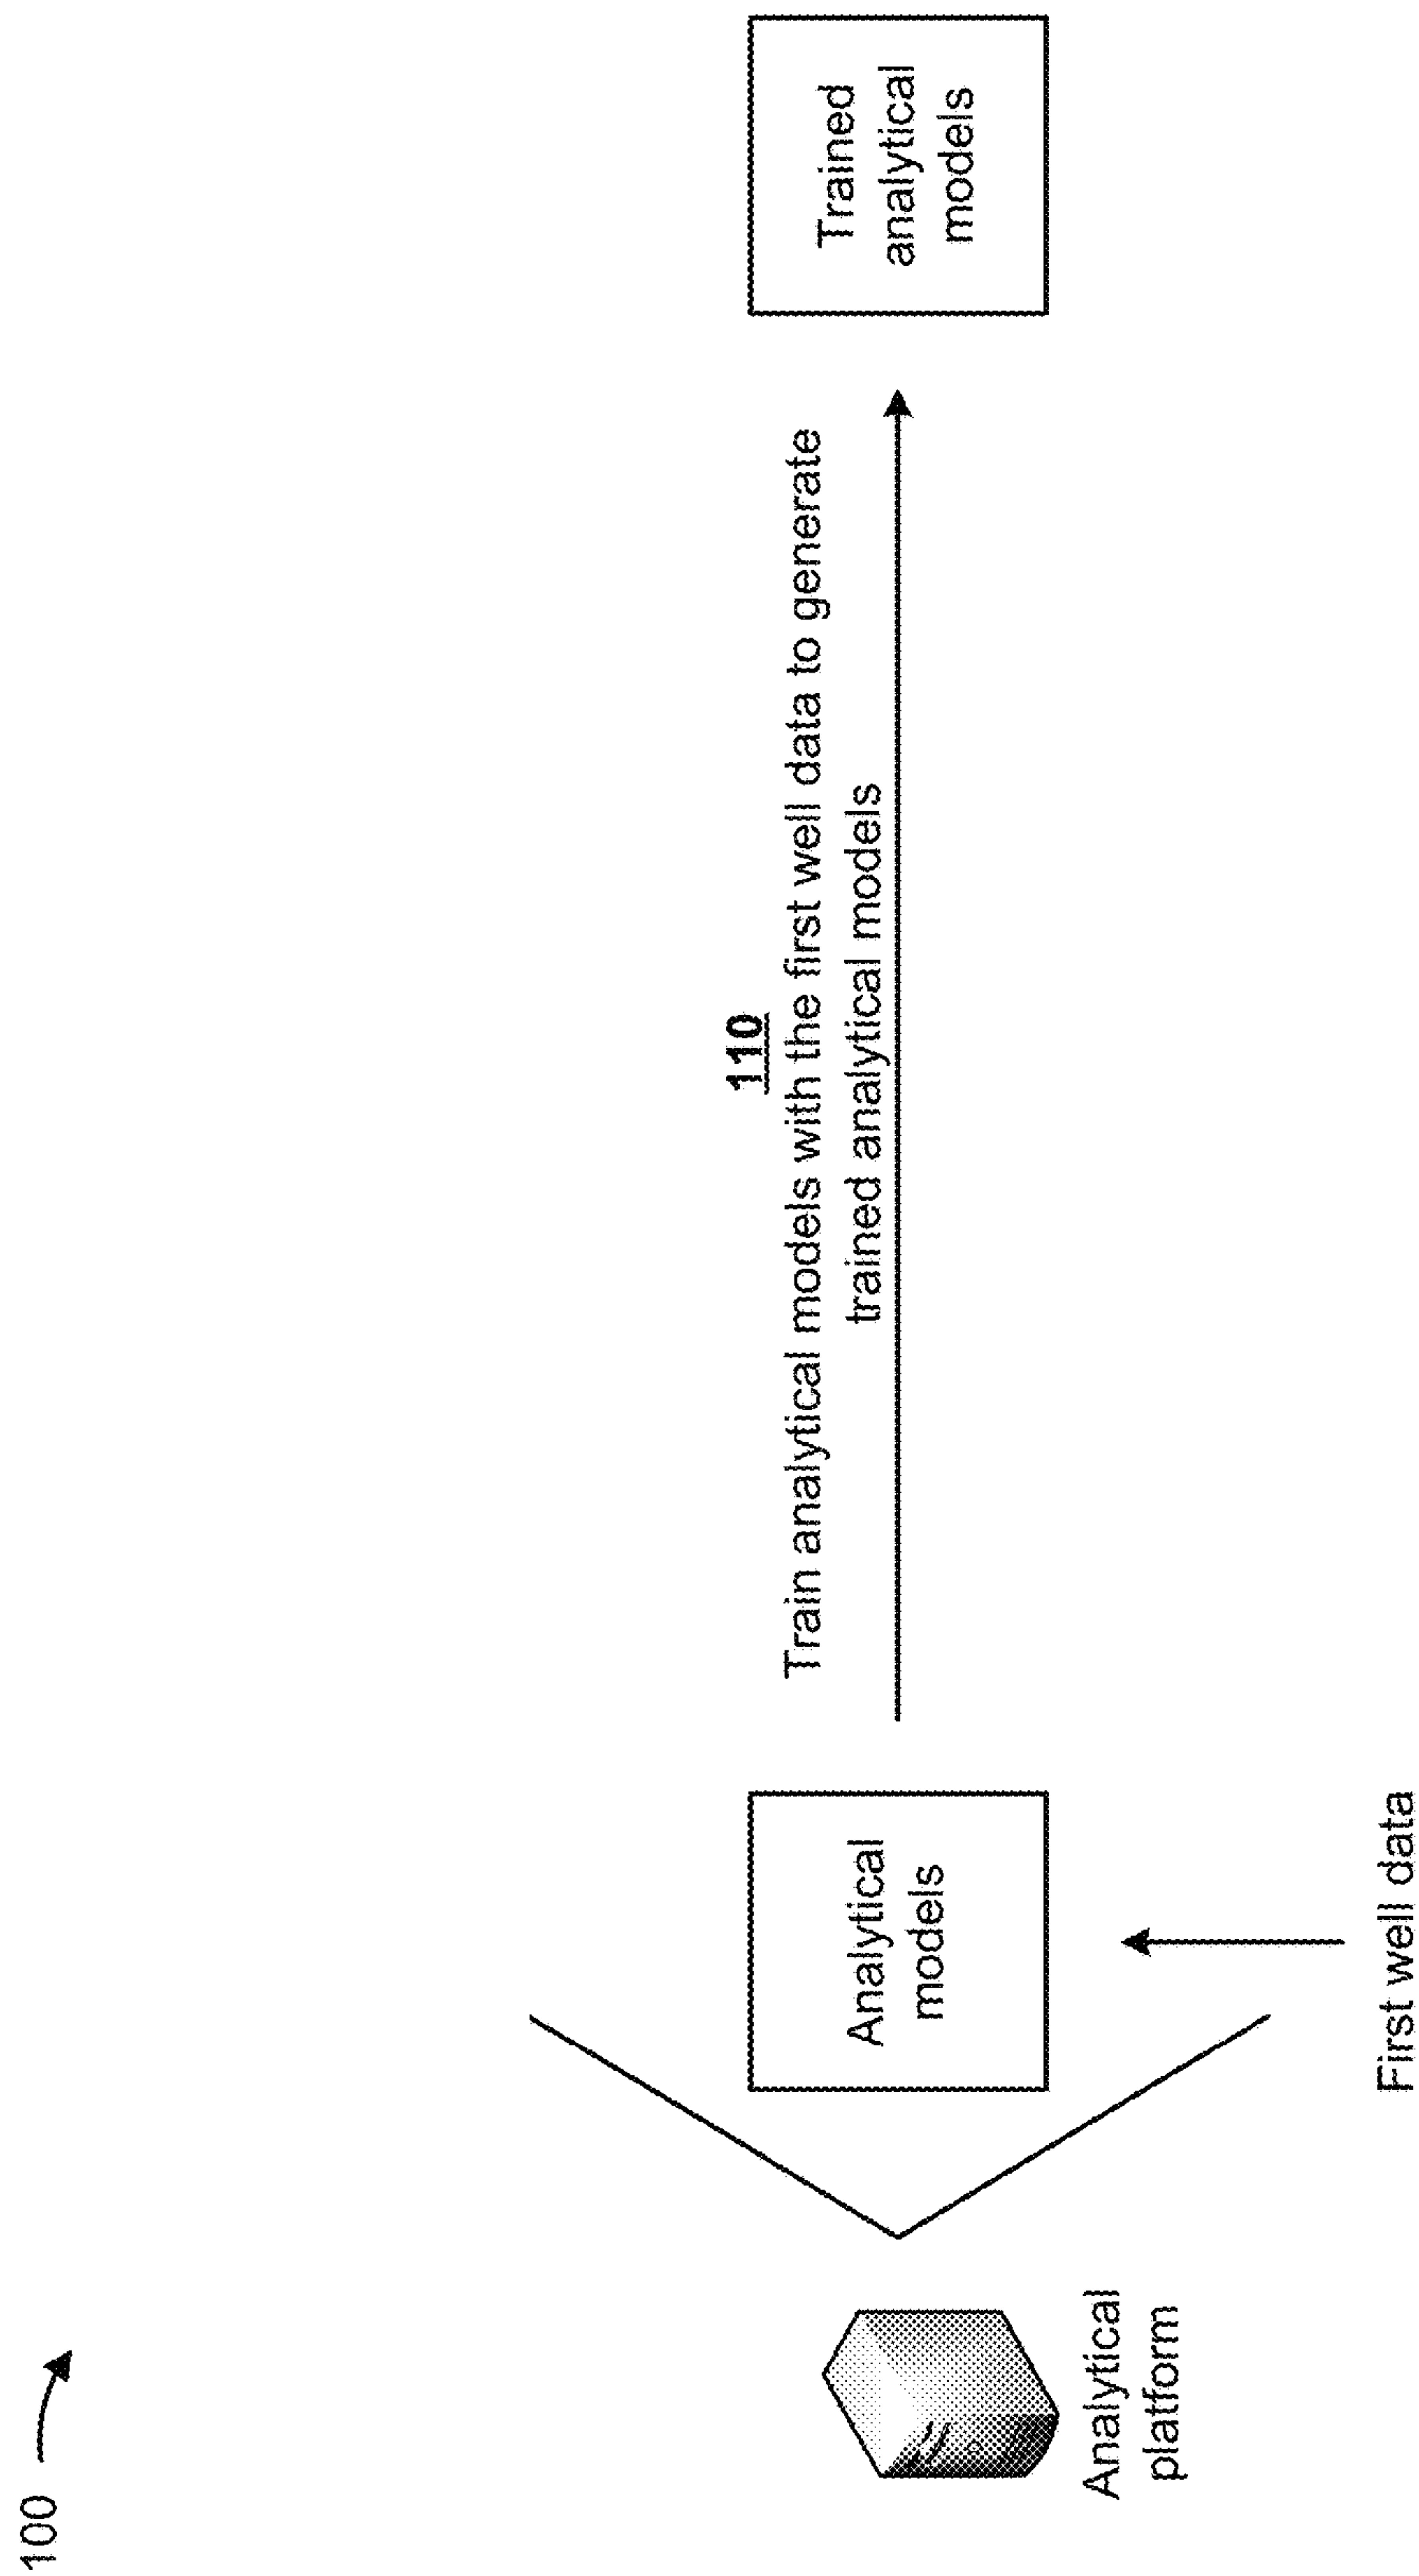 100
110
Train analytical models with the first well data to generate
trained analytical models
Analytical
models
Trained
analytical
models
Analytical
platform
First well data